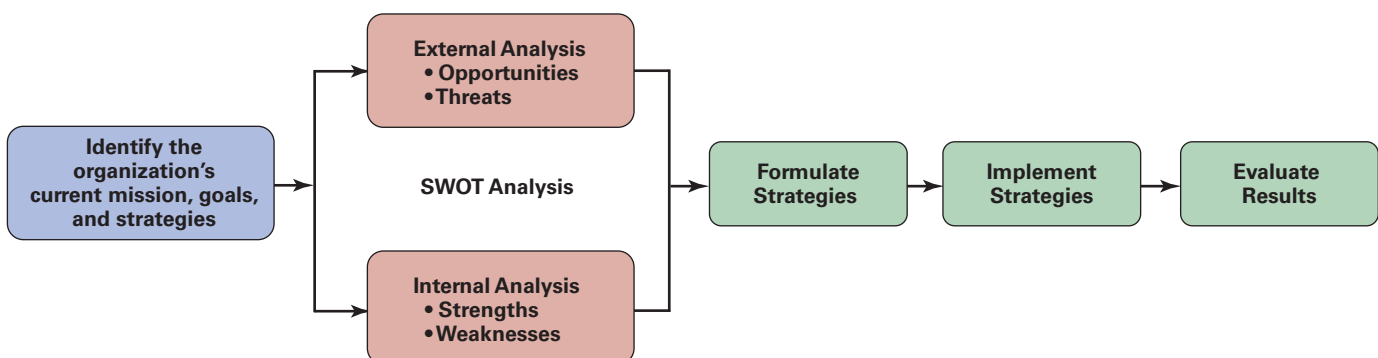 Identify the
organization's
current mission, goals,
and strategies
External Analysis
• Opportunities
• Threats
SWOT Analysis
Internal Analysis
• Strengths
• Weaknesses
Formulate
Strategies
Implement
Strategies
Evaluate
Results